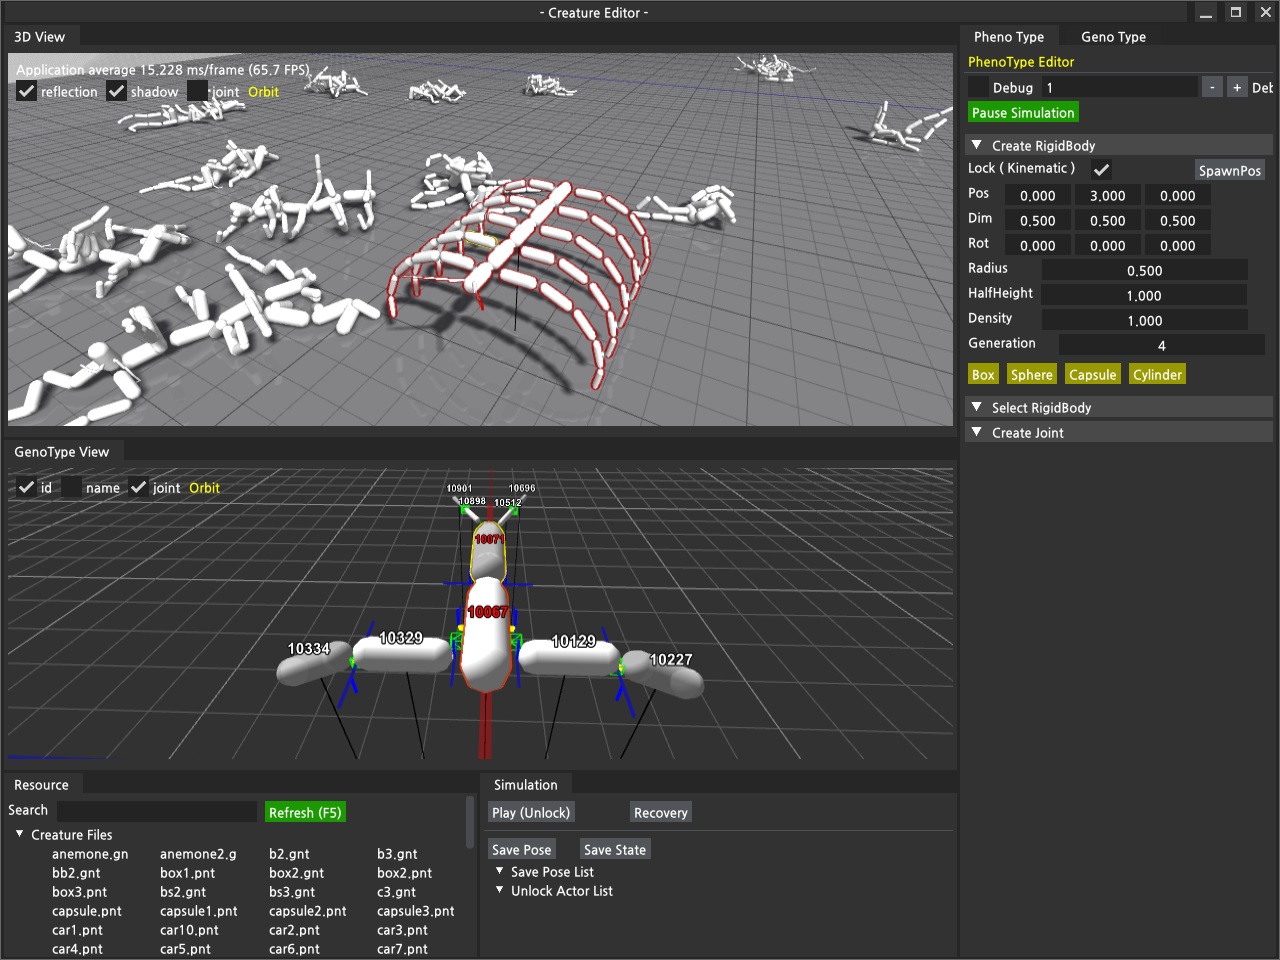 - Creature Editor -
3D View
Application average 15.228 ms/frame (65.7 FPS)
reflection shadow joint Orbit
GenoType View
id name joint Orbit
10901 10696
10898 10512
10071
10067
10334 10329 10129 10227
Resource
Search Refresh (F5)
Creature Files
anemone.gn anemone2.g b2.gnt b3.gnt
bb2.gnt box1.pnt box2.gnt box2.pnt
box3.pnt bs2.gnt bs3.gnt c3.gnt
capsule.pnt capsule1.pnt capsule2.pnt capsule3.pnt
car1.pnt car10.pnt car2.pnt car3.pnt
car4.pnt car5.pnt car6.pnt car7.pnt
Simulation
Play (Unlock) Recovery
Save Pose Save State
Save Pose List
Unlock Actor List
Pheno Type Geno Type
PhenoType Editor
Debug 1 - + Det
Pause Simulation
Create RigidBody
Lock ( Kinematic ) SpawnPos
Pos 0.000 3.000 0.000
Dim 0.500 0.500 0.500
Rot 0.000 0.000 0.000
Radius 0.500
HalfHeight 1.000
Density 1.000
Generation 4
Box Sphere Capsule Cylinder
Select RigidBody
Create Joint